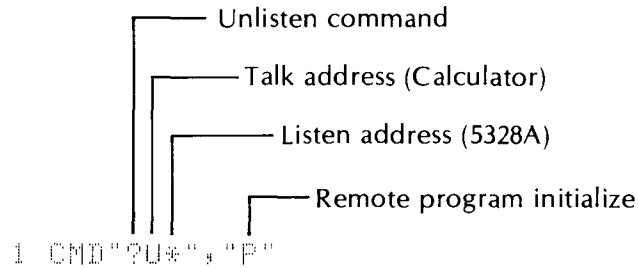 Unlisten command
Talk address (Calculator)
Listen address (5328A)
Remote program initialize
1 CMD"?U*","P"